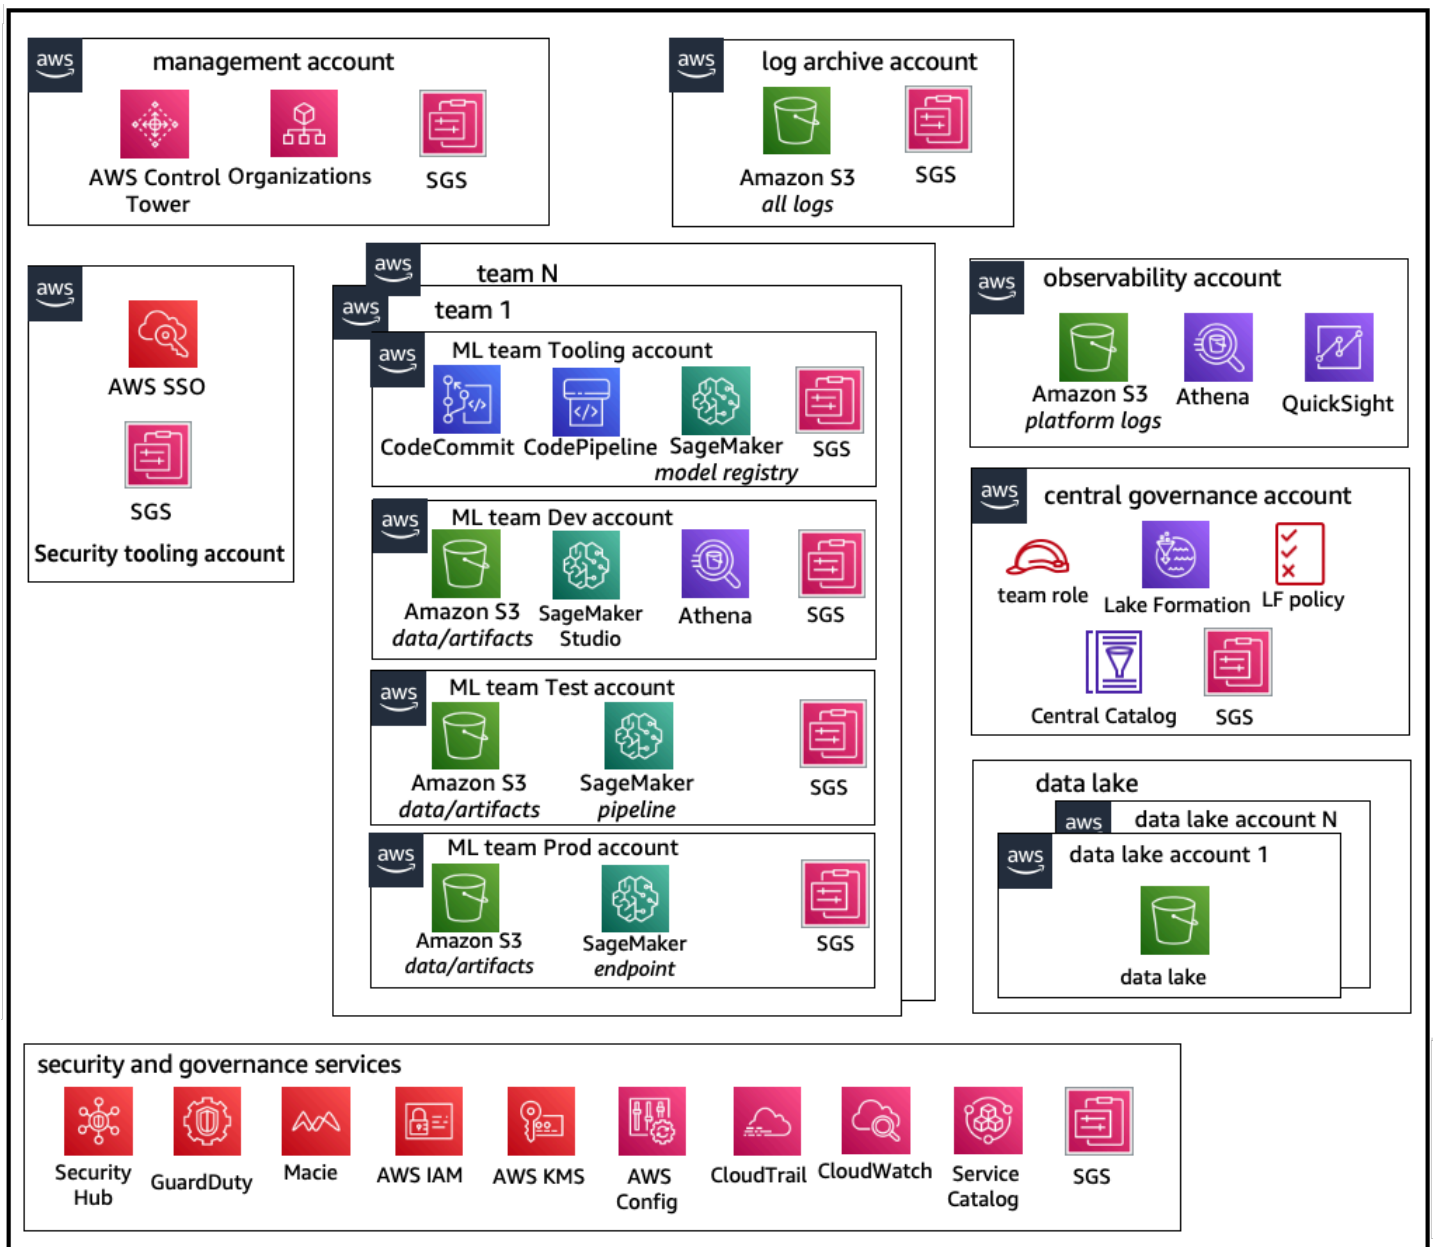 aws
management account
AWS Control
Tower
Organizations
SGS
aws
log archive account
Amazon S3
all logs
SGS
aws
AWS SSO
SGS
Security tooling account
aws
team N
aws
team 1
aws
ML team Tooling account
CodeCommit
CodePipeline
SageMaker
model registry
SGS
aws
ML team Dev account
Amazon S3
data/artifacts
SageMaker
Studio
Athena
SGS
aws
ML team Test account
Amazon S3
data/artifacts
SageMaker
pipeline
SGS
aws
ML team Prod account
Amazon S3
data/artifacts
SageMaker
endpoint
SGS
aws
observability account
Amazon S3
platform logs
Athena
QuickSight
aws
central governance account
team role
Lake Formation
LF policy
Central Catalog
SGS
data lake
aws
data lake account N
aws
data lake account 1
data lake
security and governance services
Security
Hub
GuardDuty
Macie
AWS IAM
AWS KMS
AWS
Config
CloudTrail
CloudWatch
Service
Catalog
SGS